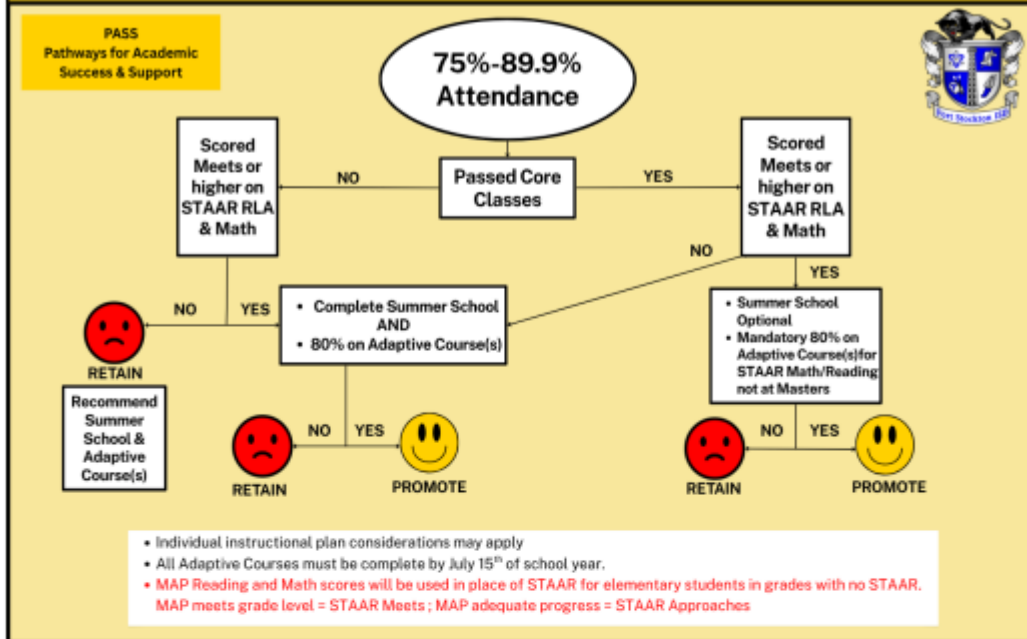 PASS
Pathways for Academic
Success & Support
75%-89.9%
Attendance
Fort Stockton ISD
Scored
Meets or
higher on
STAAR RLA
& Math
NO
Passed Core
Classes
YES
Scored
Meets or
higher on
STAAR RLA
& Math
NO
YES
NO
YES
• Complete Summer School
AND
• 80% on Adaptive Course(s)
• Summer School
Optional
• Mandatory 80% on
Adaptive Course(s)for
STAAR Math/Reading
not at Masters
RETAIN
Recommend
Summer
School &
Adaptive
Course(s)
NO
YES
RETAIN
PROMOTE
NO
YES
RETAIN
PROMOTE
• Individual instructional plan considerations may apply
• All Adaptive Courses must be complete by July 15th of school year.
• MAP Reading and Math scores will be used in place of STAAR for elementary students in grades with no STAAR.
MAP meets grade level = STAAR Meets ; MAP adequate progress = STAAR Approaches